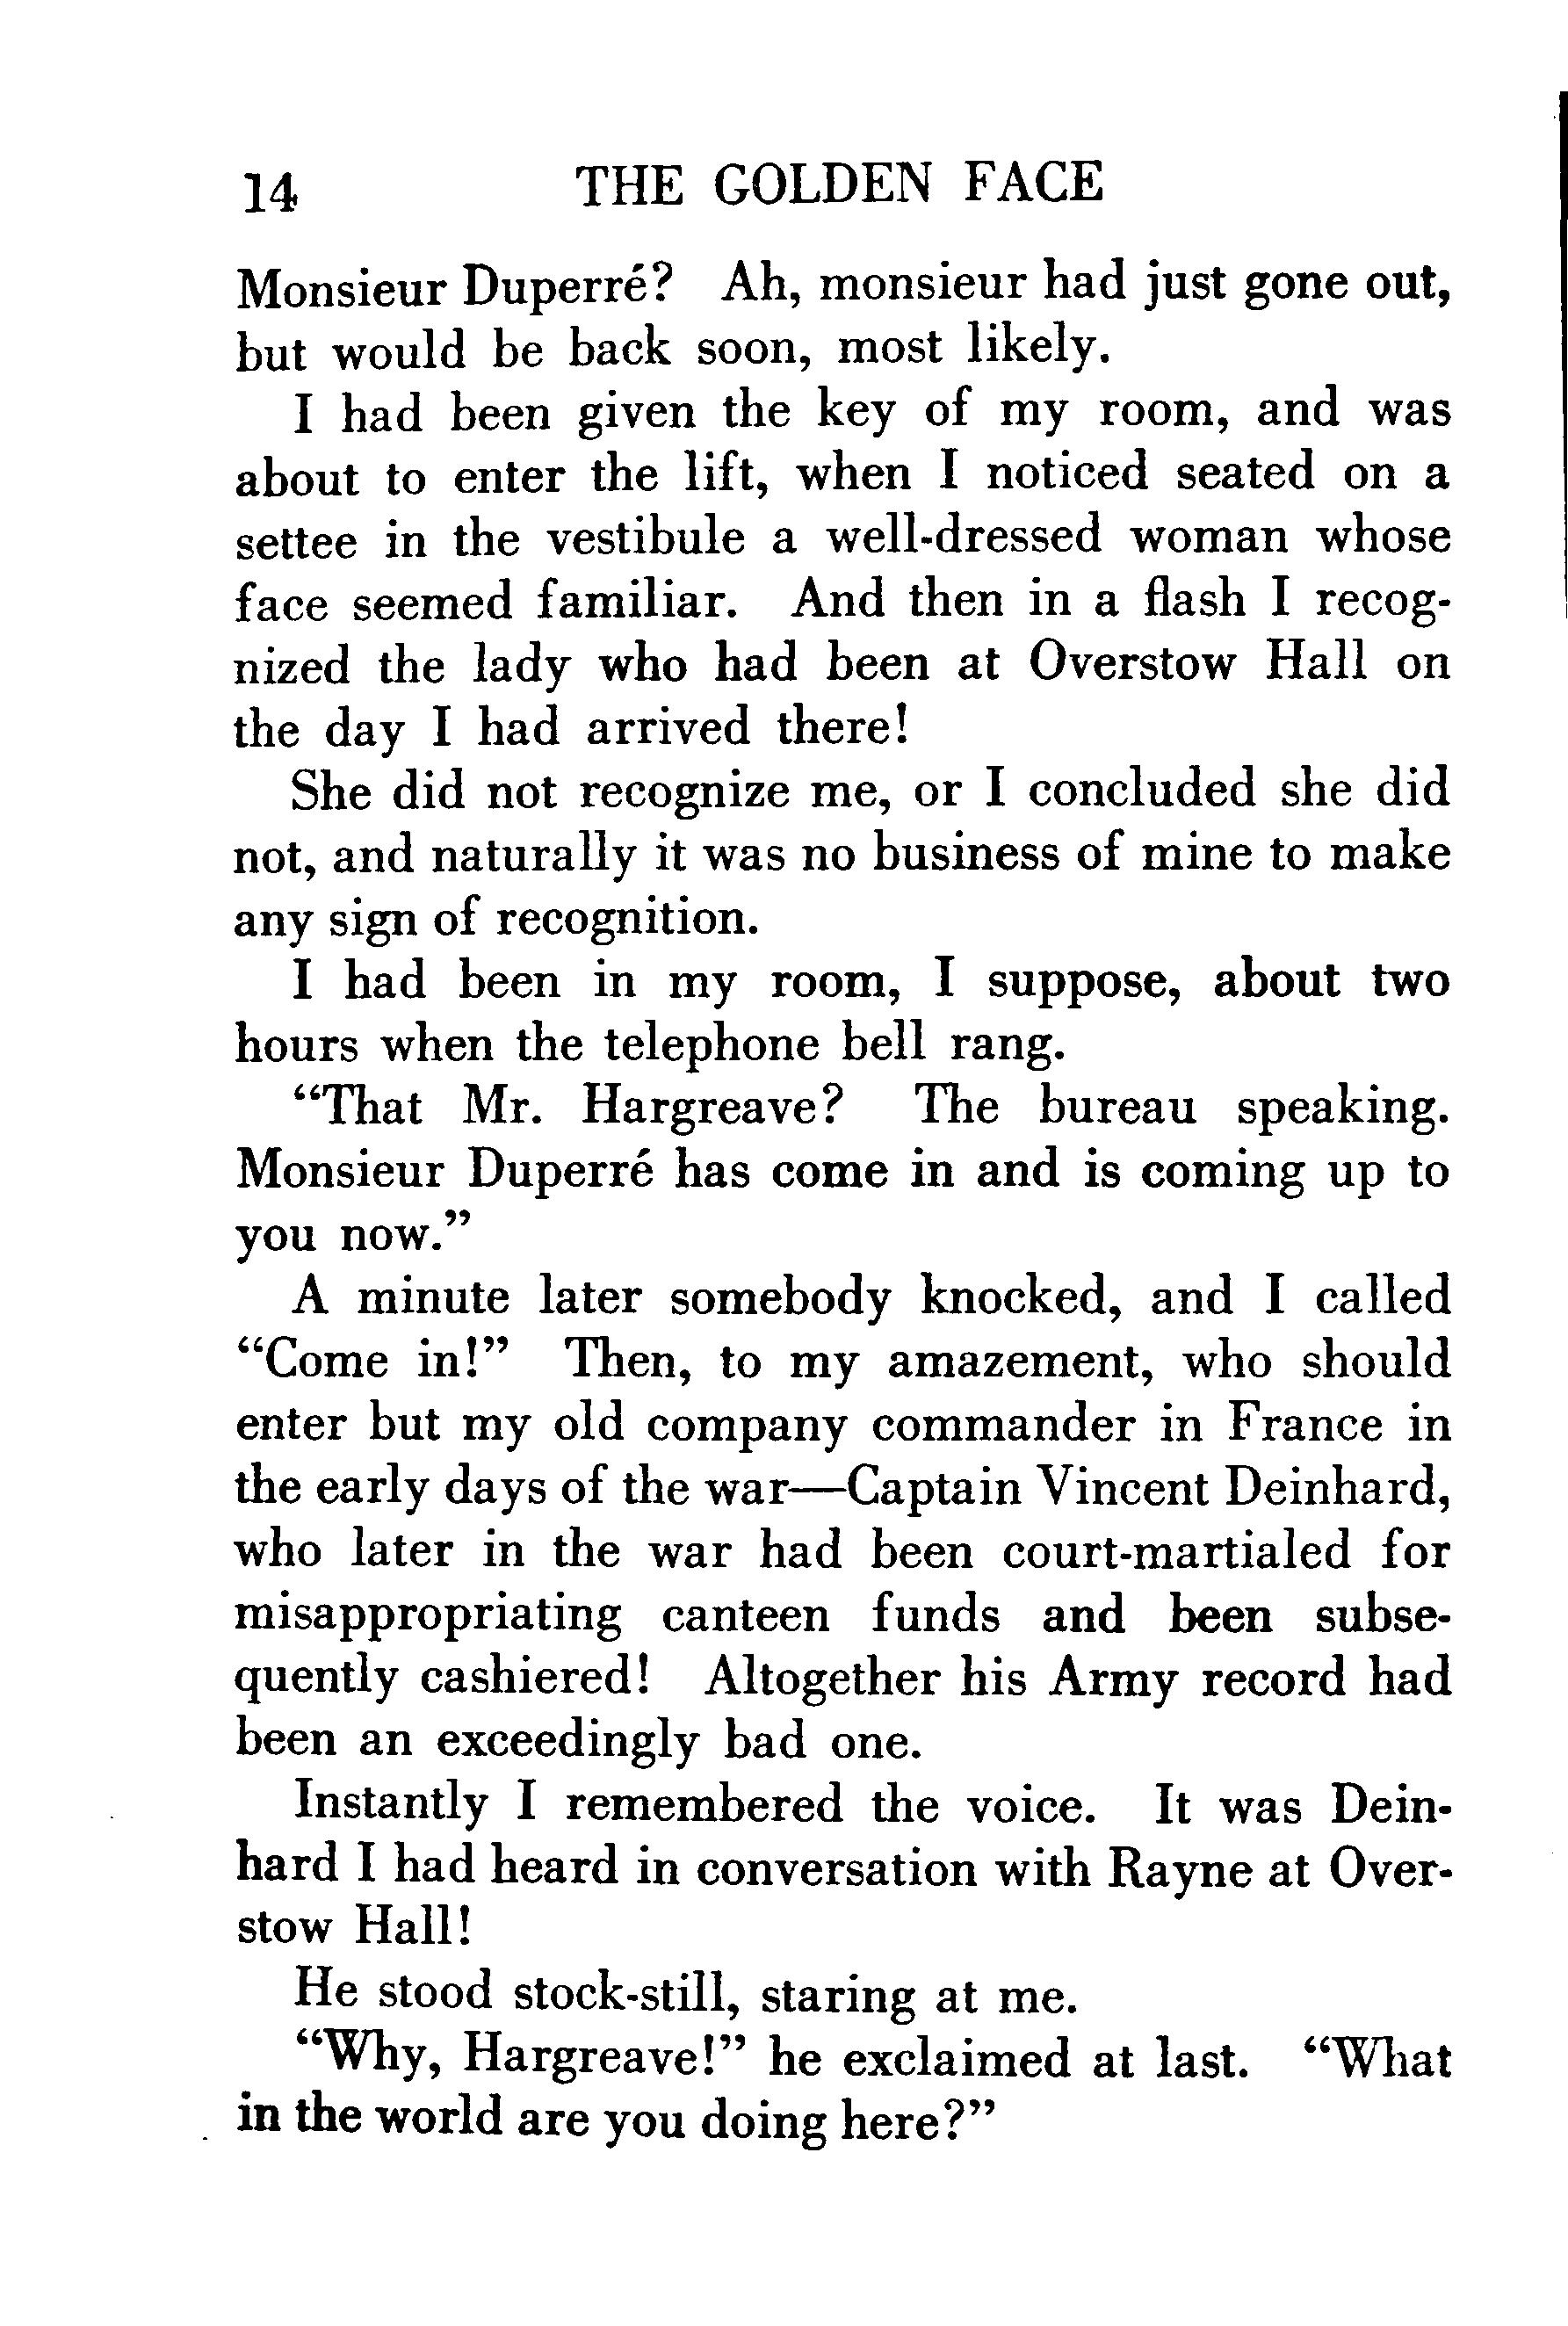 14 THE GOLDEN FACE
Monsieur Duperré? Ah, monsieur had just gone out,
but would be back soon, most likely.
I had been given the key of my room, and was
about to enter the lift, when I noticed seated on a
settee in the vestibule a well-dressed woman whose
face seemed familiar. And then in a flash I recog-
nized the lady who had been at Overstow Hall on
the day I had arrived there!
She did not recognize me, or I concluded she did
not, and naturally it was no business of mine to make
any sign of recognition.
I had been in my room, I suppose, about two
hours when the telephone bell rang.
“That Mr. Hargreave? The bureau speaking.
Monsieur Duperré has come in and is coming up to
you now.”
A minute later somebody knocked, and I called
“Come in!” Then, to my amazement, who should
enter but my old company commander in France in
the early days of the war—Captain Vincent Deinhard,
who later in the war had been court-martialed for
misappropriating canteen funds and been subse-
quently cashiered! Altogether his Army record had
been an exceedingly bad one.
Instantly I remembered the voice. It was Dein-
hard I had heard in conversation with Rayne at Over-
stow Hall!
He stood stock-still, staring at me.
“Why, Hargreave!” he exclaimed at last. “What
in the world are you doing here?”